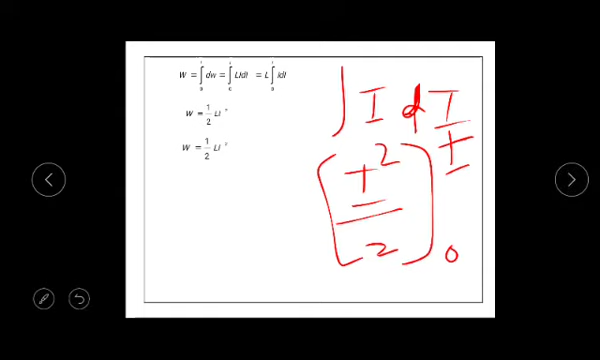 W = ∫ dw = ∫ LIdI = L ∫ IdI
W = 1/2 LI²
W = 1/2 LI²
∫ I dI
[I²/2]
I
0